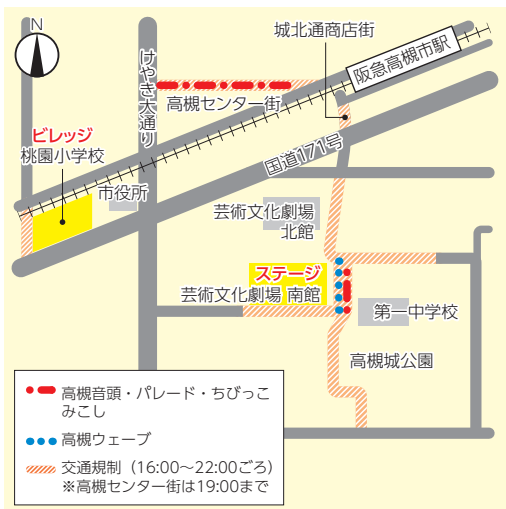 N
城北通商店街
阪急高槻市駅
けやき大通り
高槻センター街
国道171号
ビレッジ
桃園小学校
市役所
芸術文化劇場
北館
ステージ
芸術文化劇場 南館
第一中学校
高槻城公園
高槻音頭・パレード・ちびっこ
みこし
高槻ウェーブ
交通規制（16:00～22:00ごろ）
※高槻センター街は19:00まで